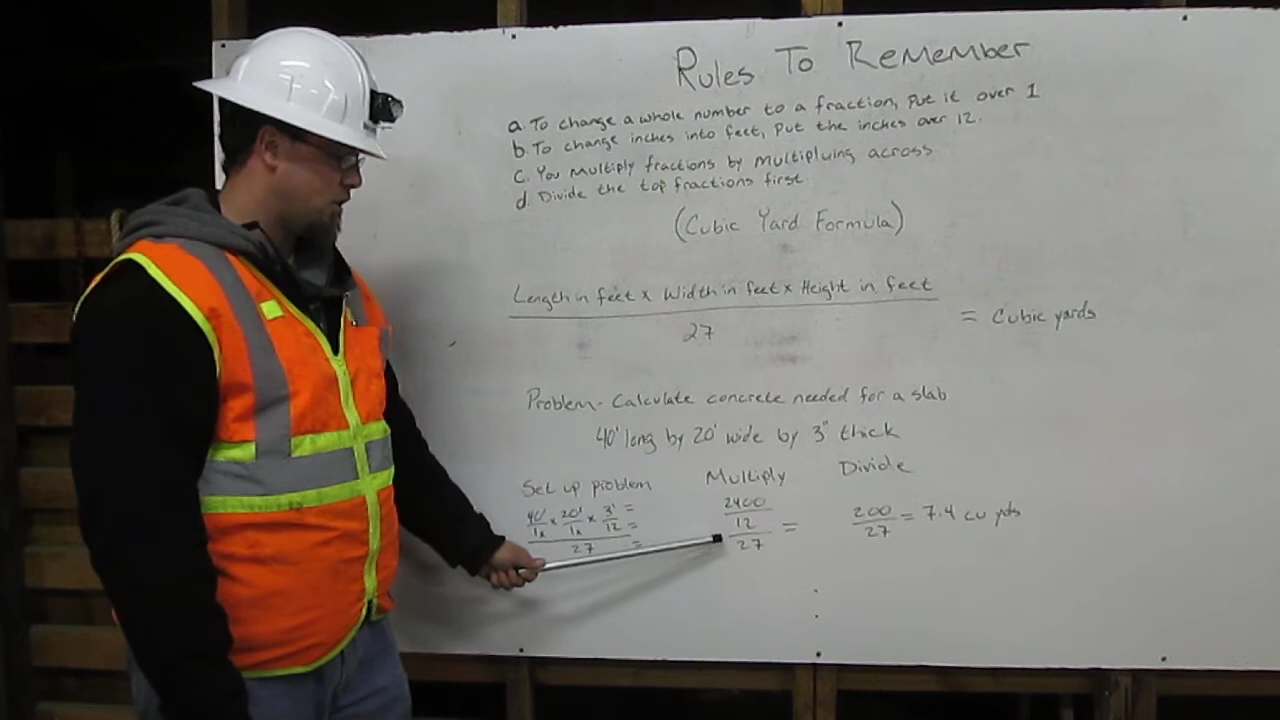 Rules To Remember
a. To change a whole number to a fraction, Put it over 1
b. To change inches into feet, Put the inches over 12.
C. You Multiply fractions by Multipluing across
d. Divide the top fractions first
(Cubic Yard Formula)
Length in feet x Width in feet x Height in feet
27
= Cubic yards
Problem - Calculate concrete needed for a slab
40' long by 20' wide by 3" thick
Set up problem Multiply Divide
40'/1x x 20'/1x x 3'/12 = = =
27
2400
12
27 =
200/27 = 7.4 cu yds